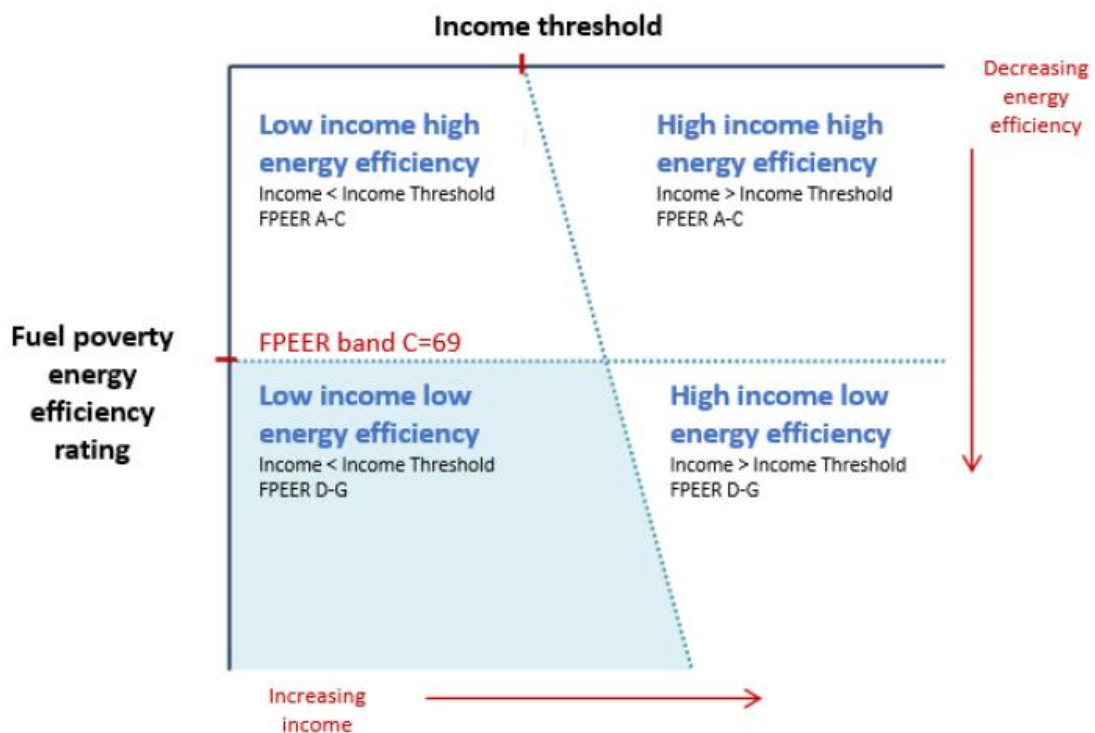 Income threshold
Decreasing
energy
efficiency
Low income high
energy efficiency
Income < Income Threshold
FPEER A-C
High income high
energy efficiency
Income > Income Threshold
FPEER A-C
Fuel poverty
energy
efficiency
rating
FPEER band C=69
Low income low
energy efficiency
Income < Income Threshold
FPEER D-G
High income low
energy efficiency
Income > Income Threshold
FPEER D-G
Increasing
income